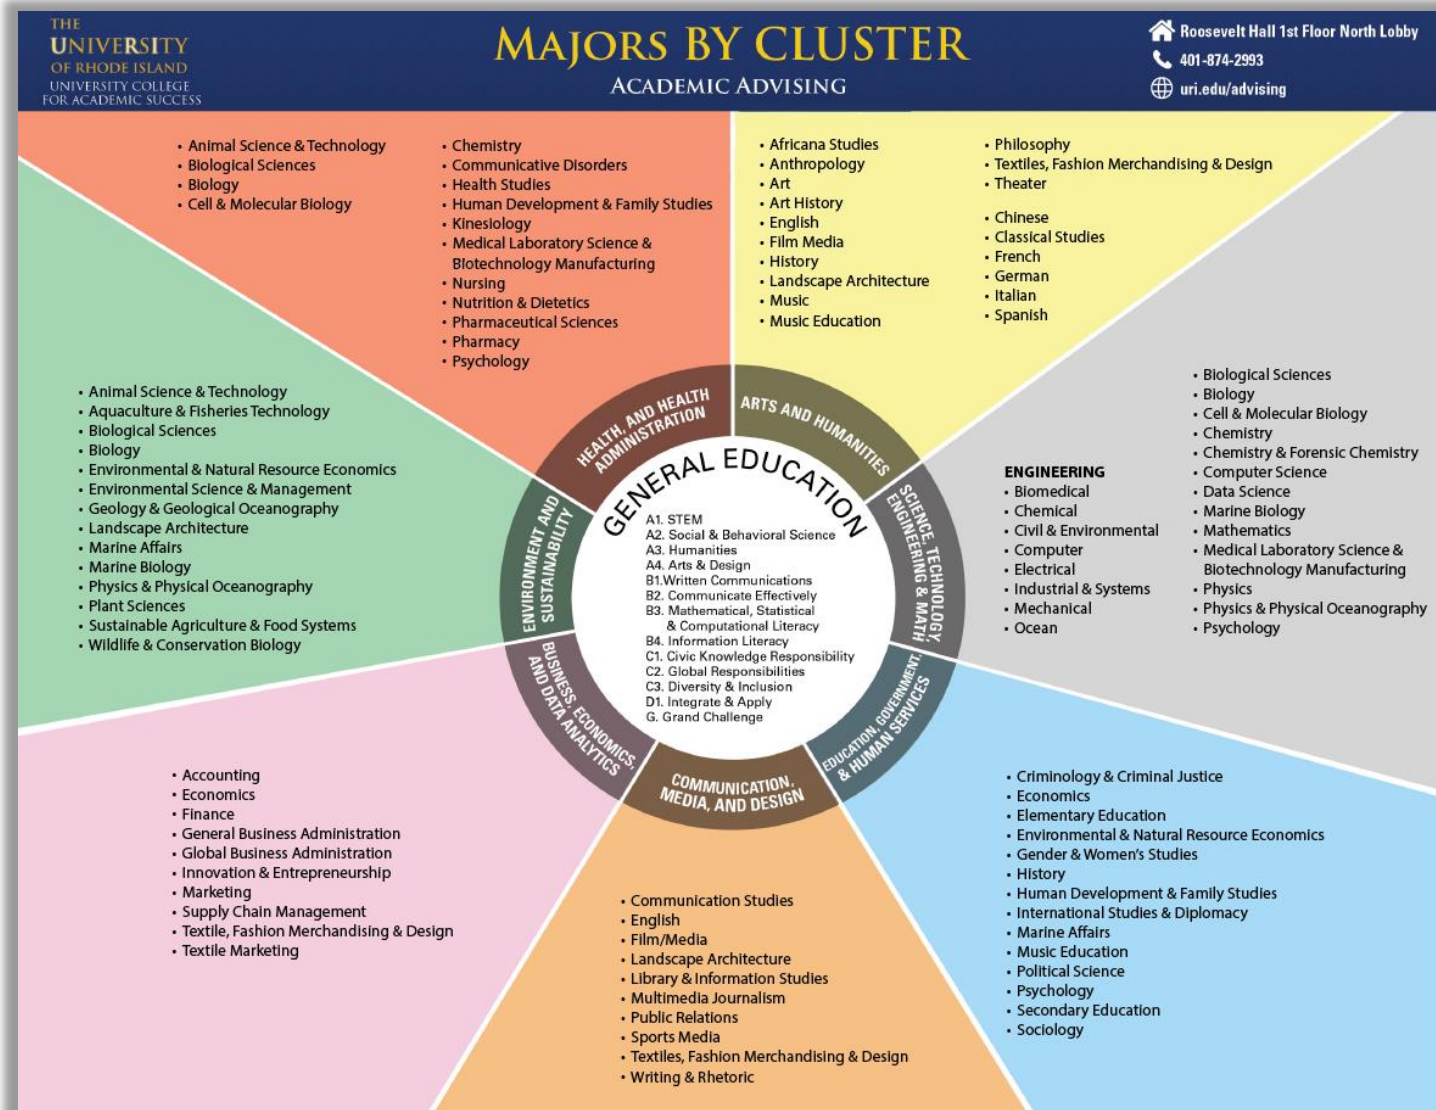 THE
UNIVERSITY
OF RHODE ISLAND
UNIVERSITY COLLEGE
FOR ACADEMIC SUCCESS
MAJORS BY CLUSTER
ACADEMIC ADVISING
Roosevelt Hall 1st Floor North Lobby
401-874-2993
uri.edu/advising
• Animal Science & Technology
• Biological Sciences
• Biology
• Cell & Molecular Biology
• Chemistry
• Communicative Disorders
• Health Studies
• Human Development & Family Studies
• Kinesiology
• Medical Laboratory Science &
Biotechnology Manufacturing
• Nursing
• Nutrition & Dietetics
• Pharmaceutical Sciences
• Pharmacy
• Psychology
• Africana Studies
• Anthropology
• Art
• Art History
• English
• Film Media
• History
• Landscape Architecture
• Music
• Music Education
• Philosophy
• Textiles, Fashion Merchandising & Design
• Theater
• Chinese
• Classical Studies
• French
• German
• Italian
• Spanish
• Animal Science & Technology
• Aquaculture & Fisheries Technology
• Biological Sciences
• Biology
• Environmental & Natural Resource Economics
• Environmental Science & Management
• Geology & Geological Oceanography
• Landscape Architecture
• Marine Affairs
• Marine Biology
• Physics & Physical Oceanography
• Plant Sciences
• Sustainable Agriculture & Food Systems
• Wildlife & Conservation Biology
HEALTH, AND HEALTH
ADMINISTRATION
ARTS AND HUMANITIES
ENVIRONMENT AND
SUSTAINABILITY
SCIENCE, TECHNOLOGY,
ENGINEERING & MATH,
BUSINESS, ECONOMICS,
AND DATA ANALYTICS
EDUCATION, GOVERNMENT,
& HUMAN SERVICES
COMMUNICATION,
MEDIA, AND DESIGN
GENERAL EDUCATION
A1. STEM
A2. Social & Behavioral Science
A3. Humanities
A4. Arts & Design
B1.Written Communications
B2. Communicate Effectively
B3. Mathematical, Statistical
& Computational Literacy
B4. Information Literacy
C1. Civic Knowledge Responsibility
C2. Global Responsibilities
C3. Diversity & Inclusion
D1. Integrate & Apply
G. Grand Challenge
ENGINEERING
• Biomedical
• Chemical
• Civil & Environmental
• Computer
• Electrical
• Industrial & Systems
• Mechanical
• Ocean
• Biological Sciences
• Biology
• Cell & Molecular Biology
• Chemistry
• Chemistry & Forensic Chemistry
• Computer Science
• Data Science
• Marine Biology
• Mathematics
• Medical Laboratory Science &
Biotechnology Manufacturing
• Physics
• Physics & Physical Oceanography
• Psychology
• Accounting
• Economics
• Finance
• General Business Administration
• Global Business Administration
• Innovation & Entrepreneurship
• Marketing
• Supply Chain Management
• Textile, Fashion Merchandising & Design
• Textile Marketing
• Communication Studies
• English
• Film/Media
• Landscape Architecture
• Library & Information Studies
• Multimedia Journalism
• Public Relations
• Sports Media
• Textiles, Fashion Merchandising & Design
• Writing & Rhetoric
• Criminology & Criminal Justice
• Economics
• Elementary Education
• Environmental & Natural Resource Economics
• Gender & Women's Studies
• History
• Human Development & Family Studies
• International Studies & Diplomacy
• Marine Affairs
• Music Education
• Political Science
• Psychology
• Secondary Education
• Sociology